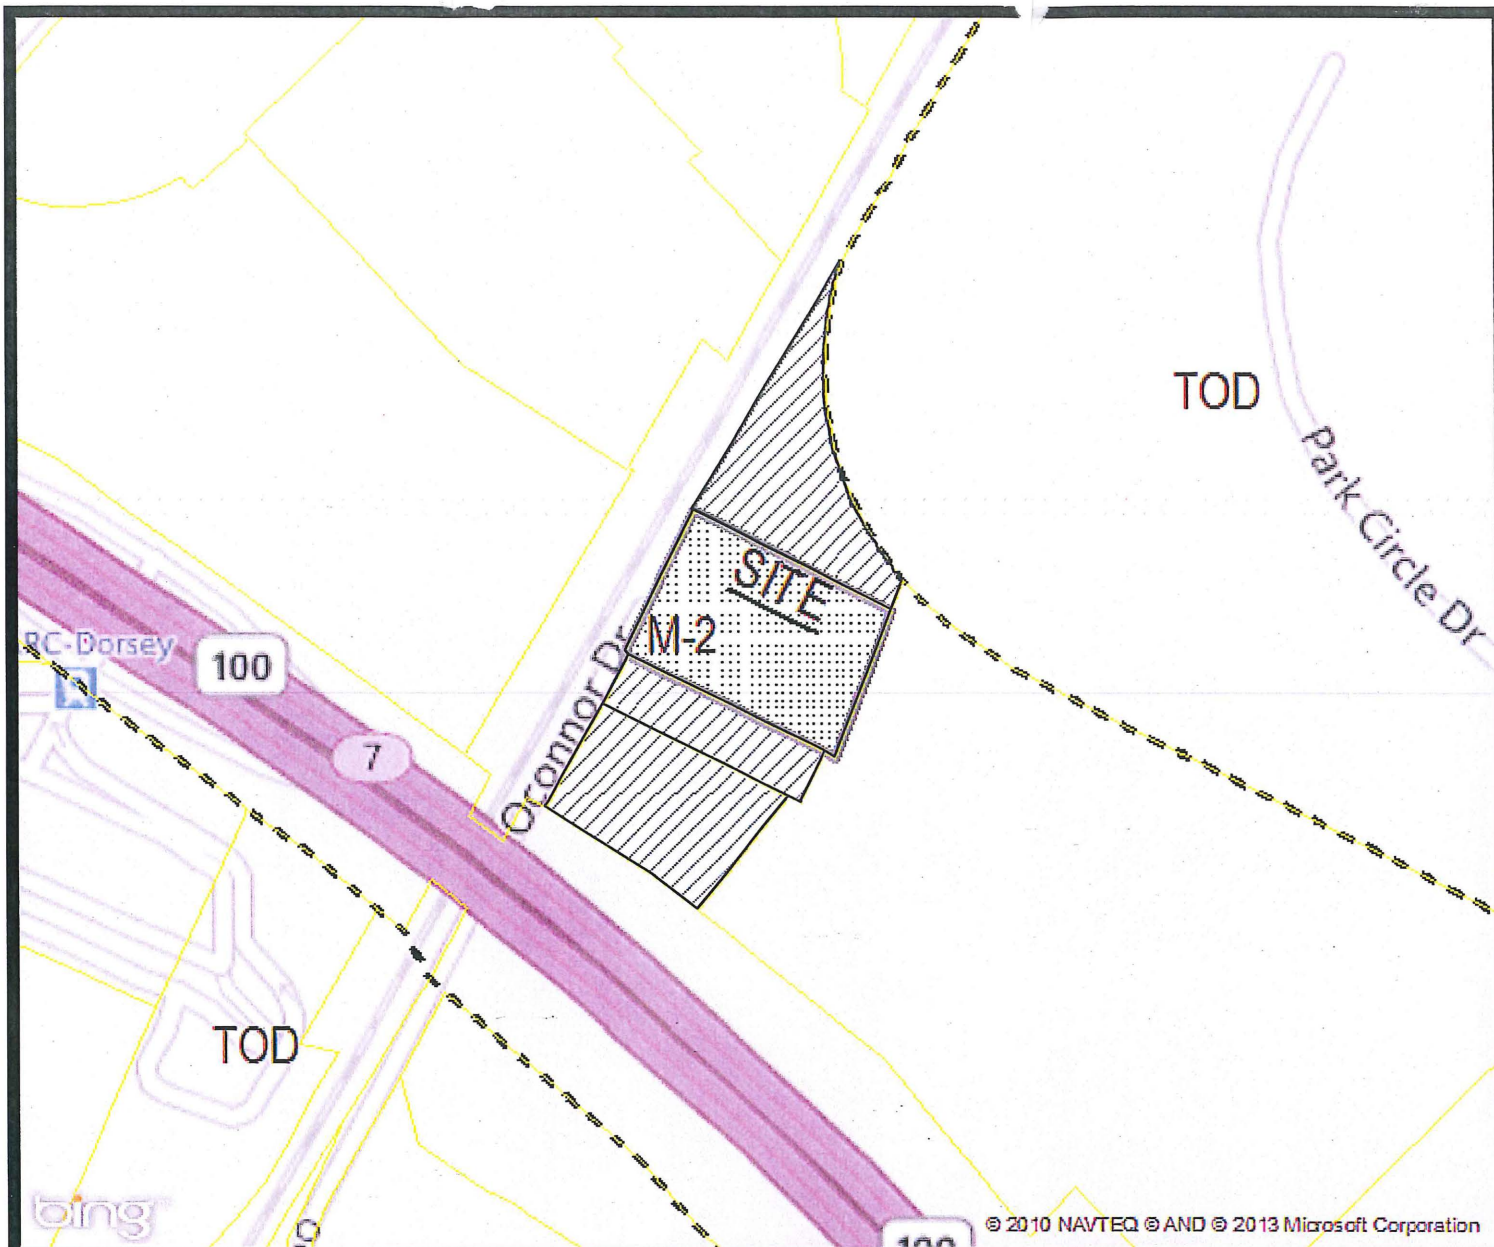 TOD
Park Circle Dr
SITE
M-2
RC-Dorsey
100
7
Oconnor Dr
TOD
bing
© 2010 NAVTEQ © AND © 2013 Microsoft Corporation
100